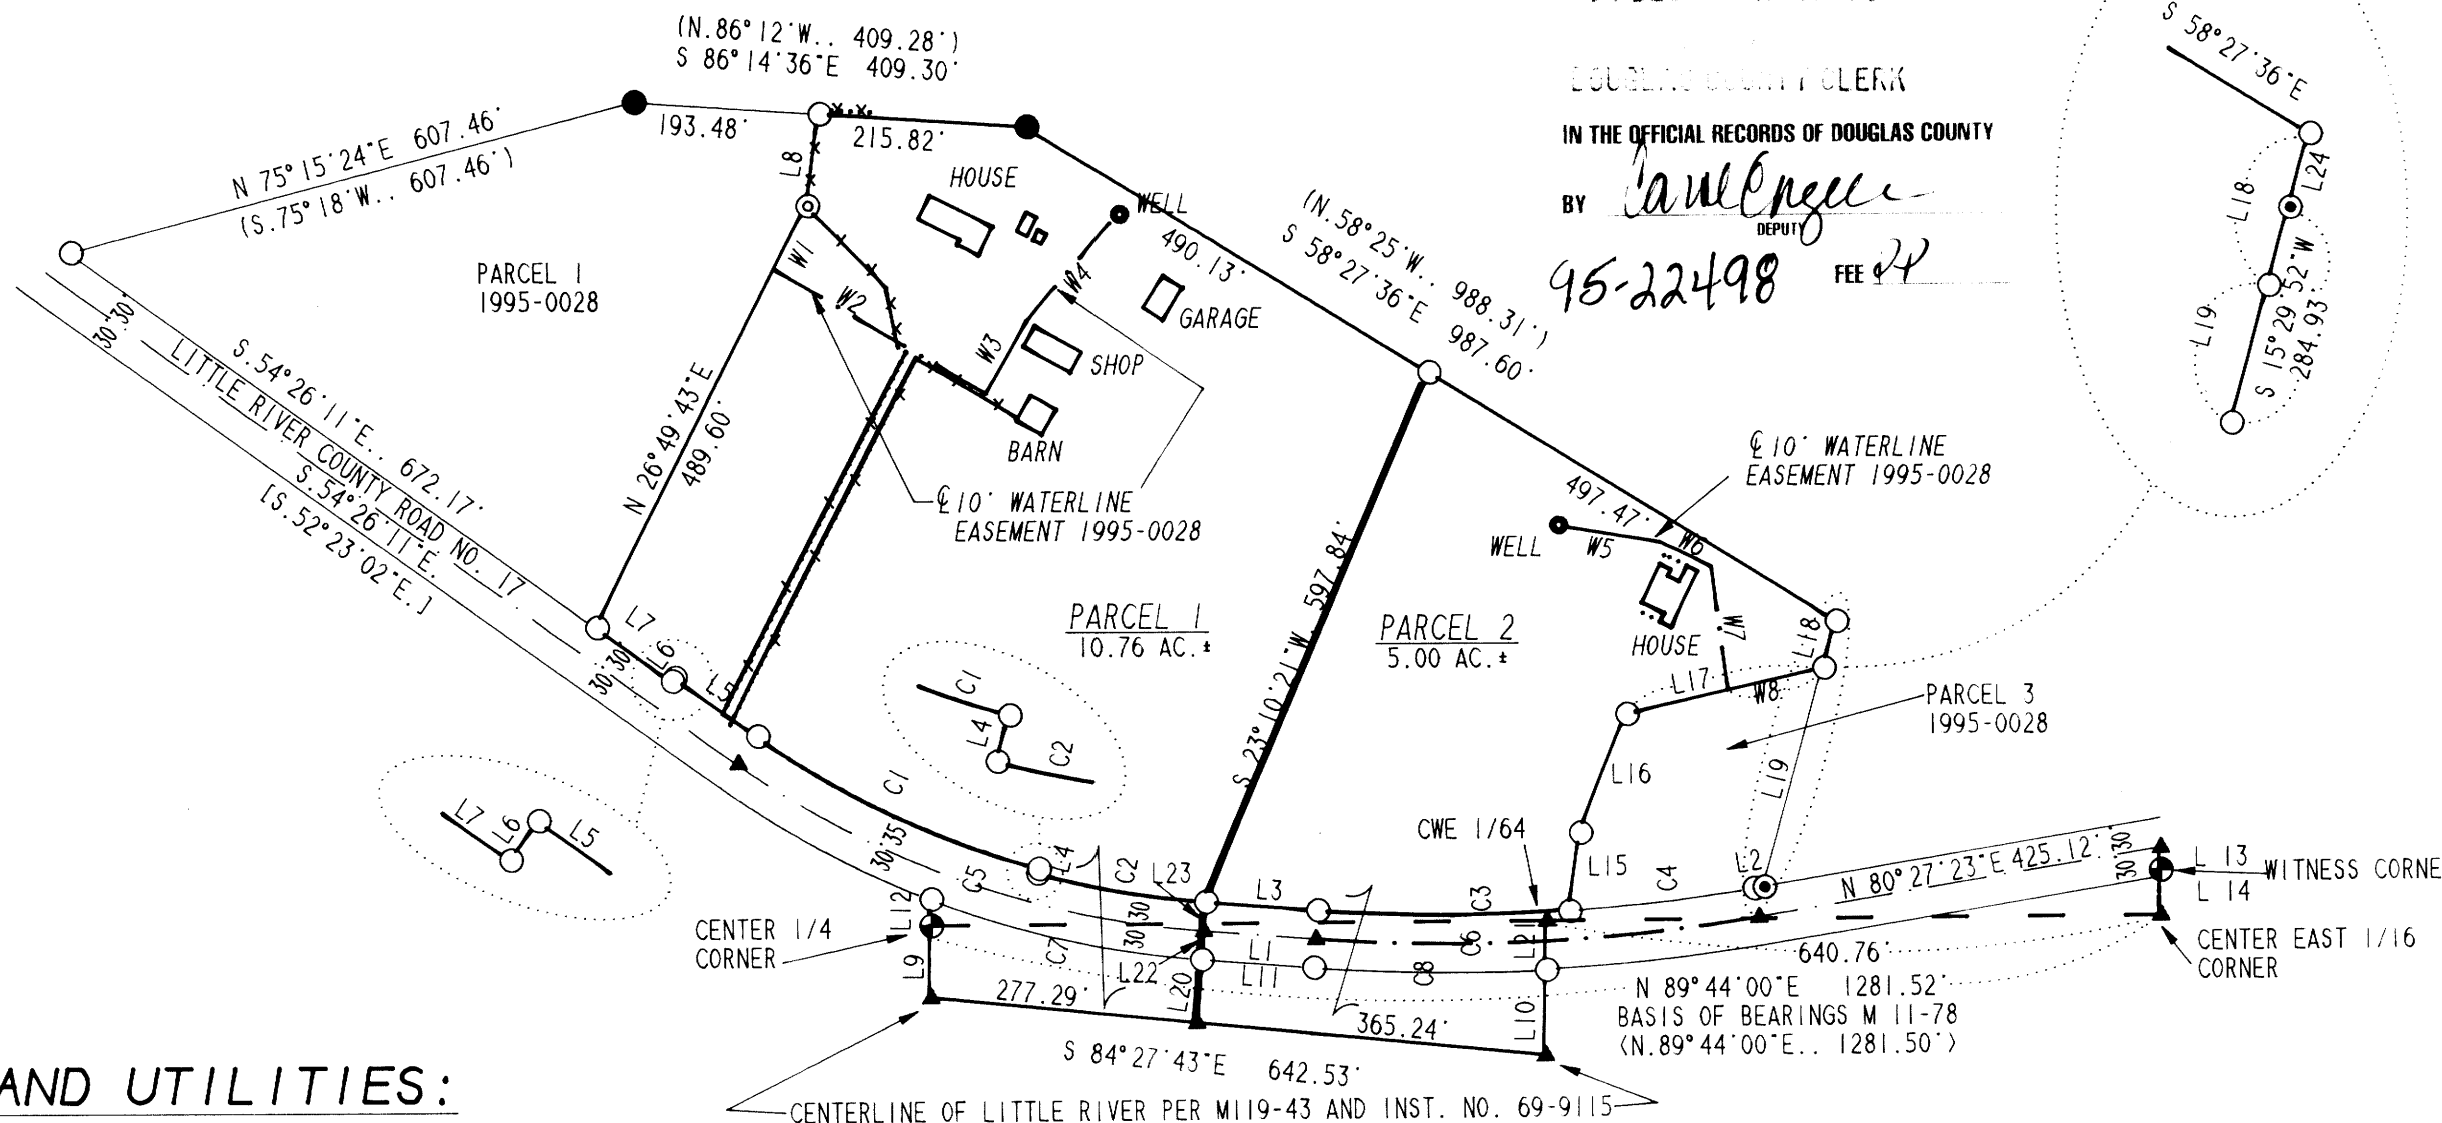 (N.86°12'W.. 409.28')
S 86°14'36"E 409.30'
193.48'
215.82'
N 75°15'24"E 607.46'
(S.75°18'W.. 607.46')
L8
HOUSE
WELL
490.13'
(N.58°25'W.. 988.31')
S 58°27'36"E 987.60'
CLERK
IN THE OFFICIAL RECORDS OF DOUGLAS COUNTY
BY
DEPUTY
95-22498
FEE
S 58°27'36"E
L24
L18
S 15°29'52"W
284.93'
L19
PARCEL 1
1995-0028
W1
W2
W3
W4
GARAGE
SHOP
BARN
30' 30'
S.54°26'11"E.. 672.17'
LITTLE RIVER COUNTY ROAD NO. 17
S.54°26'11"E.
[S.52°23'02"E.]
N 26°49'43"E
489.60'
℄ 10' WATERLINE
EASEMENT 1995-0028
℄ 10' WATERLINE
EASEMENT 1995-0028
497.47'
WELL
W5
W6
W7
HOUSE
L18
L17
W8
PARCEL 3
1995-0028
S 23°10'21"W 597.84'
PARCEL 1
10.76 AC.±
PARCEL 2
5.00 AC.±
L7
L6
L5
30' 30'
C1
L4
C2
L16
L19
L7
L6
L5
C1
30' 35'
CWE 1/64
L15
C4
L2
N 80°27'23"E 425.12'
30' 30'
L 13
WITNESS CORNE
L 14
C5
L4
C2
L23
L3
C3
CENTER 1/4
CORNER
L12
L9
C7
30' 30'
L22
L1
L11
L20
C6
C8
L21
L10
640.76'
CENTER EAST 1/16
CORNER
277.29'
365.24'
N 89°44'00"E 1281.52'
BASIS OF BEARINGS M 11-78
<N.89°44'00"E.. 1281.50'>
S 84°27'43"E 642.53'
AND UTILITIES:
CENTERLINE OF LITTLE RIVER PER M119-43 AND INST. NO. 69-9115